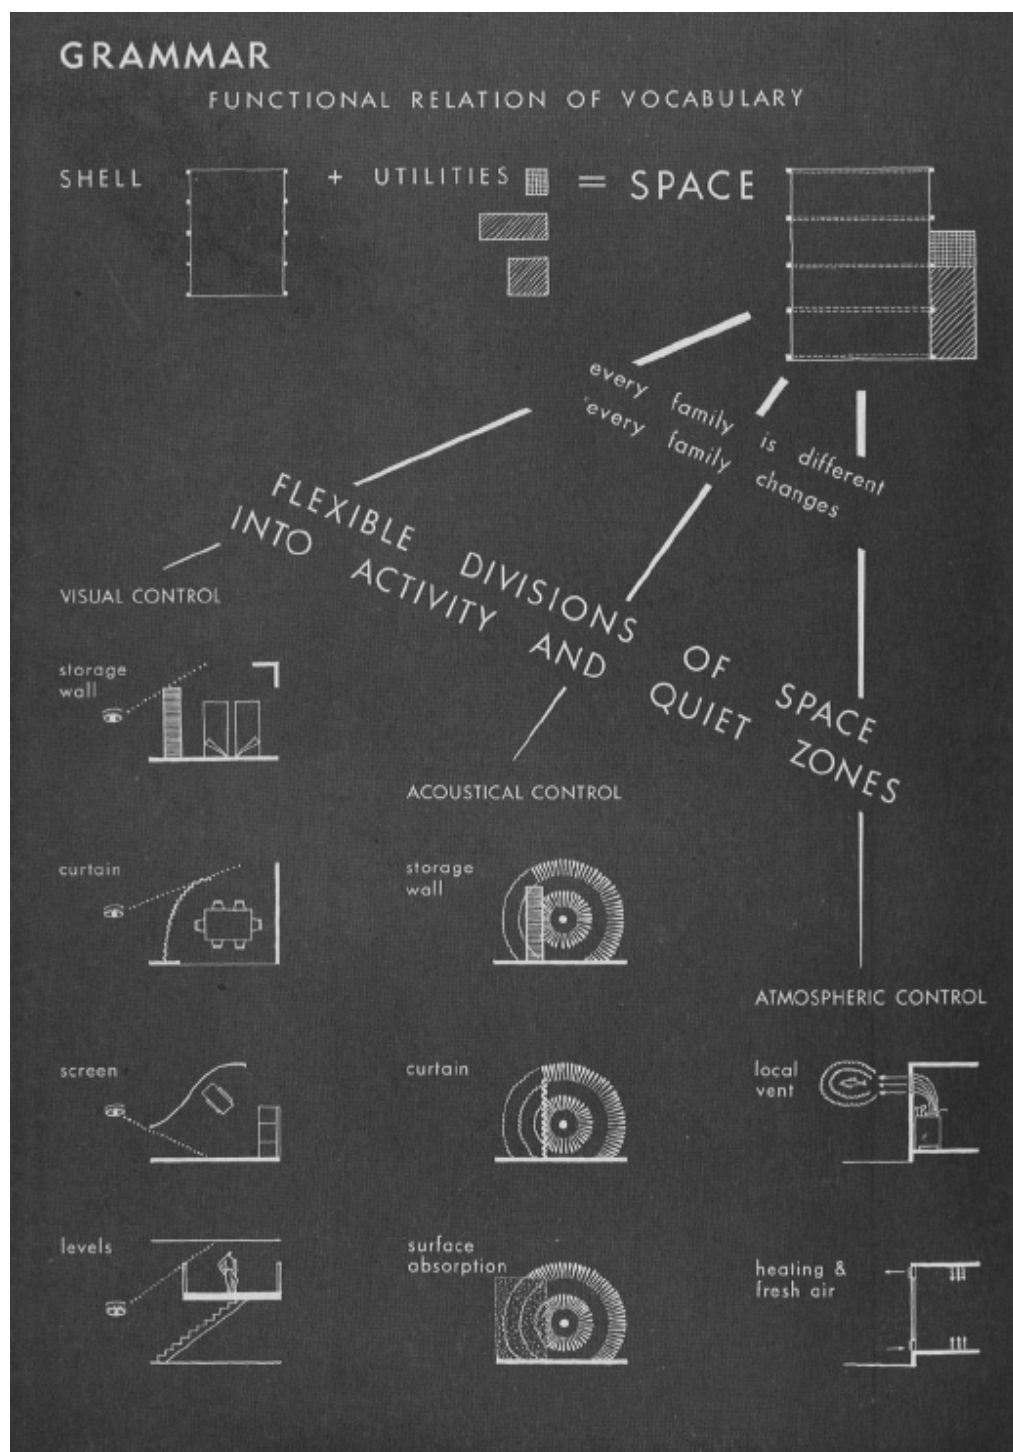 GRAMMAR
FUNCTIONAL RELATION OF VOCABULARY
SHELL + UTILITIES = SPACE
every family is different
every family changes
FLEXIBLE DIVISIONS OF SPACE
INTO ACTIVITY AND QUIET ZONES
VISUAL CONTROL
storage
wall
curtain
screen
levels
ACOUSTICAL CONTROL
storage
wall
curtain
surface
absorption
ATMOSPHERIC CONTROL
local
vent
heating &
fresh air